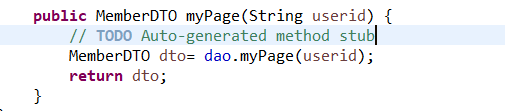 public MemberDTO myPage(String userid) {
// TODO Auto-generated method stub
MemberDTO dto= dao.myPage(userid);
return dto;
}